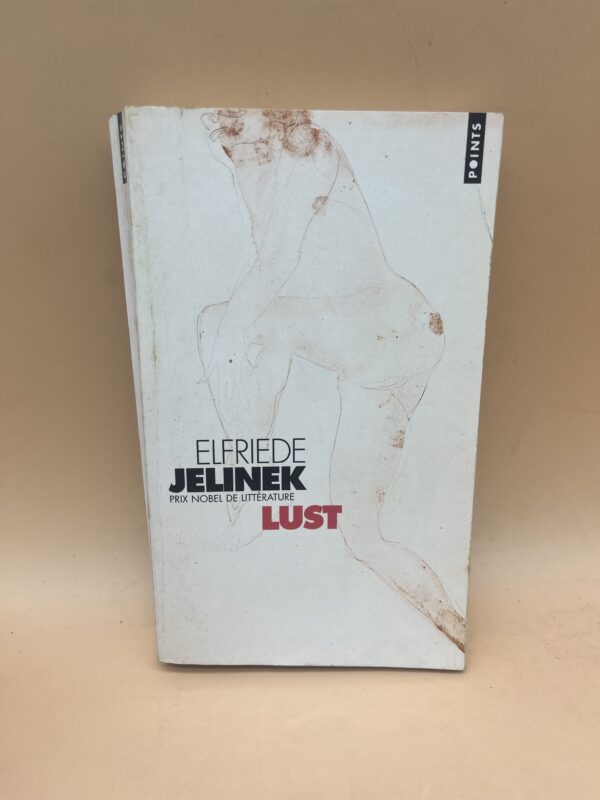 POINTS
ELFRIEDE
JELINEK
PRIX NOBEL DE LITTÉRATURE
LUST